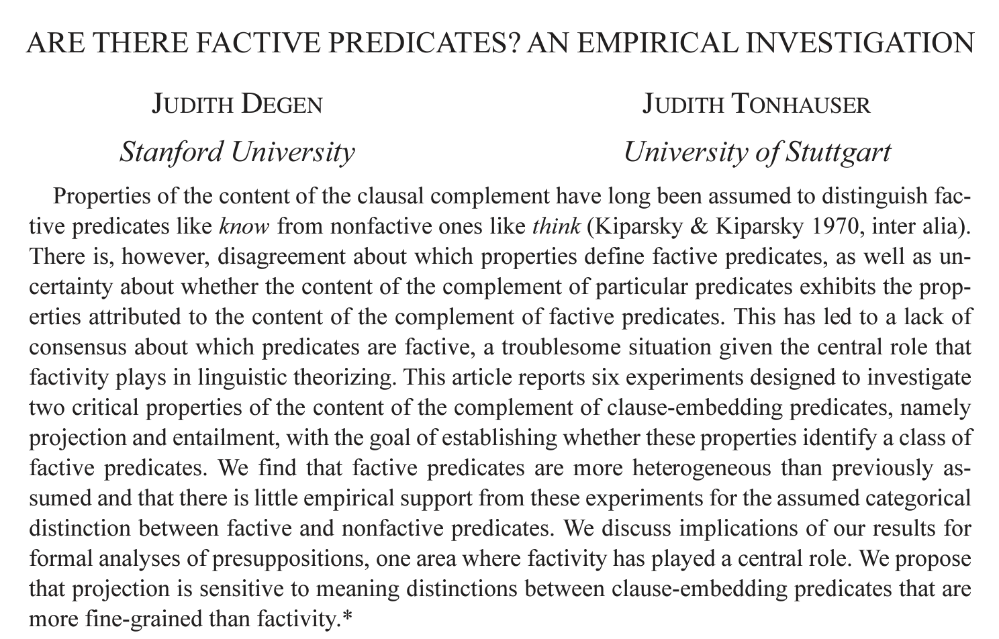 ARE THERE FACTIVE PREDICATES? AN EMPIRICAL INVESTIGATION
JUDITH DEGEN JUDITH TONHAUSER
Stanford University University of Stuttgart
Properties of the content of the clausal complement have long been assumed to distinguish fac-
tive predicates like know from nonfactive ones like think (Kiparsky & Kiparsky 1970, inter alia).
There is, however, disagreement about which properties define factive predicates, as well as un-
certainty about whether the content of the complement of particular predicates exhibits the prop-
erties attributed to the content of the complement of factive predicates. This has led to a lack of
consensus about which predicates are factive, a troublesome situation given the central role that
factivity plays in linguistic theorizing. This article reports six experiments designed to investigate
two critical properties of the content of the complement of clause-embedding predicates, namely
projection and entailment, with the goal of establishing whether these properties identify a class of
factive predicates. We find that factive predicates are more heterogeneous than previously as-
sumed and that there is little empirical support from these experiments for the assumed categorical
distinction between factive and nonfactive predicates. We discuss implications of our results for
formal analyses of presuppositions, one area where factivity has played a central role. We propose
that projection is sensitive to meaning distinctions between clause-embedding predicates that are
more fine-grained than factivity.*